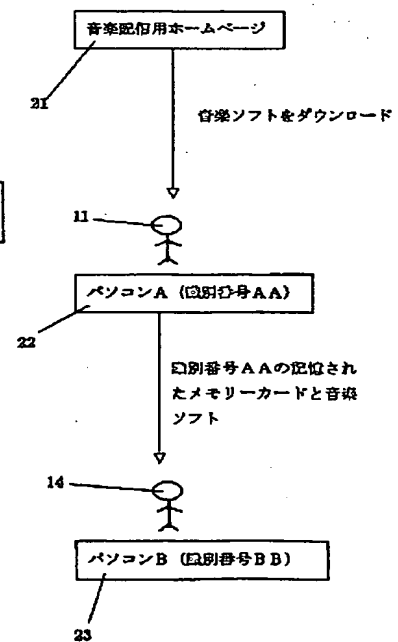 音楽配信用ホームページ
21
音楽ソフトをダウンロード
11
パソコンA (識別番号AA)
22
識別番号AAの記憶され
たメモリーカードと音楽
ソフト
14
パソコンB (識別番号BB)
23